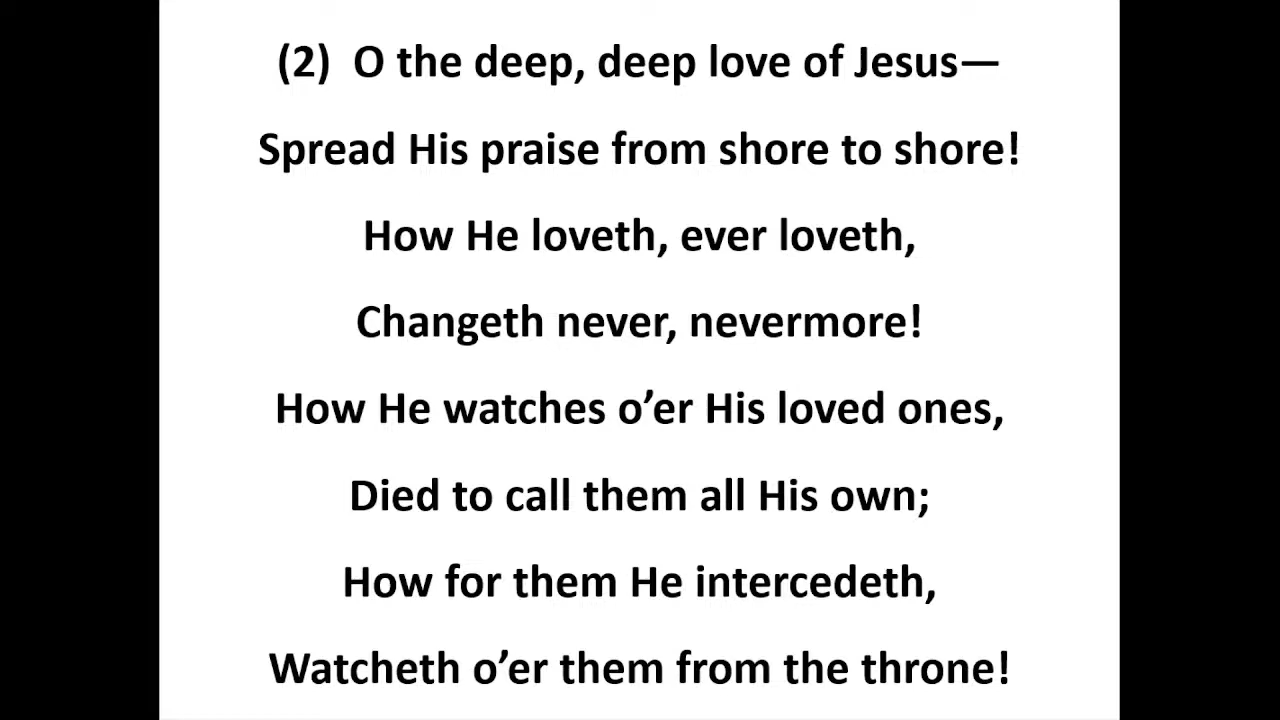 (2) O the deep, deep love of Jesus—
Spread His praise from shore to shore!
How He loveth, ever loveth,
Changeth never, nevermore!
How He watches o’er His loved ones,
Died to call them all His own;
How for them He intercedeth,
Watcheth o’er them from the throne!